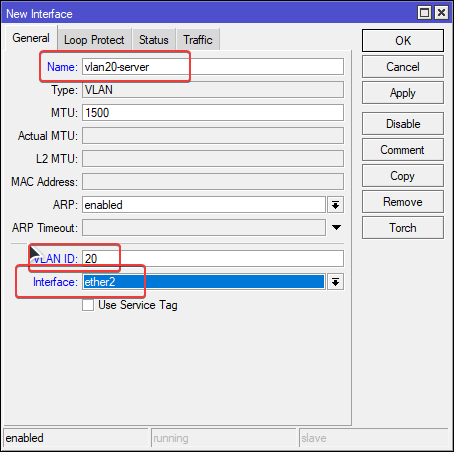 New Interface
General Loop Protect Status Traffic
Name: vlan20-server
Type: VLAN
MTU: 1500
Actual MTU:
L2 MTU:
MAC Address:
ARP: enabled
ARP Timeout:
VLAN ID: 20
Interface: ether2
Use Service Tag
OK
Cancel
Apply
Disable
Comment
Copy
Remove
Torch
enabled running slave